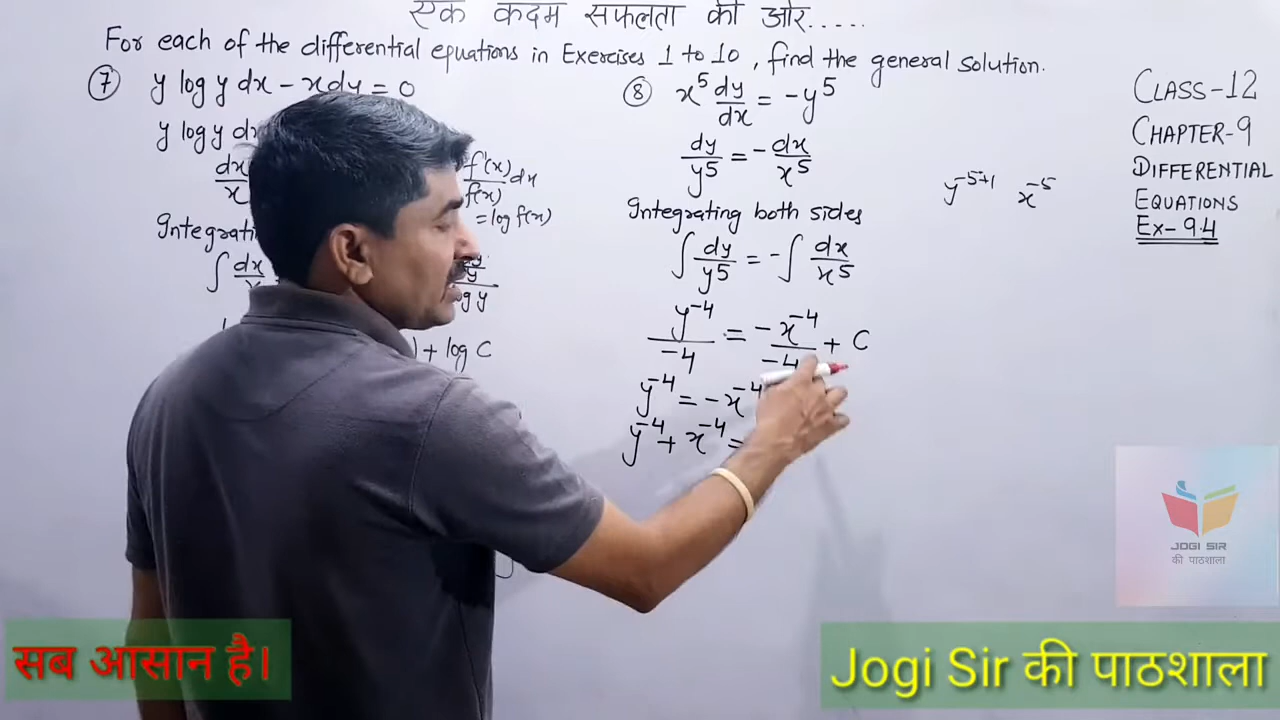 एक कदम सफलता की ओर.....
For each of the differential equations in Exercises 1 to 10, find the general solution.
⑦ y log y dx - x dy = 0
y log y dx
dx/x
f'(x)/f(x) dx
= log f(x)
∫ dx
log y
+ log C
⑧ x⁵ dy/dx = -y⁵
dy/y⁵ = -dx/x⁵
Integrating both sides
∫ dy/y⁵ = -∫ dx/x⁵
y⁻⁴/-4 = -x⁻⁴/-4 + C
y⁻⁴ = -x⁻⁴
y⁻⁴ + x⁻⁴ =
y⁻⁵⁺¹ x⁻⁵
CLASS-12
CHAPTER-9
DIFFERENTIAL
EQUATIONS
Ex-9.4
JOGI SIR
की पाठशाला
सब आसान है।
Jogi Sir की पाठशाला